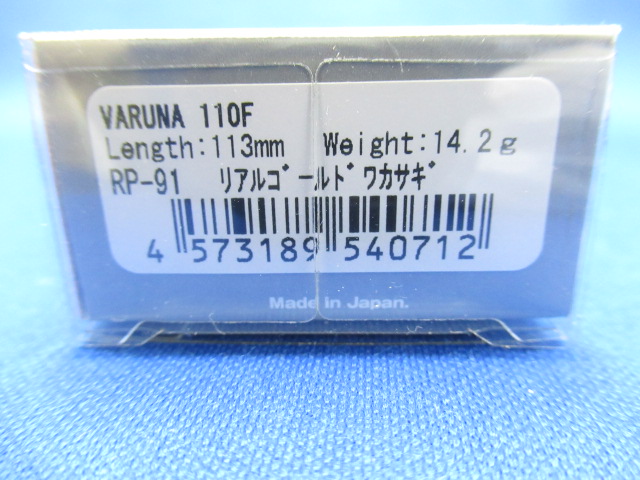 VARUNA 110F
Length:113mm Weight:14.2g
RP-91 リアルゴールドワカサギ
4 573189 540712
Made in Japan.